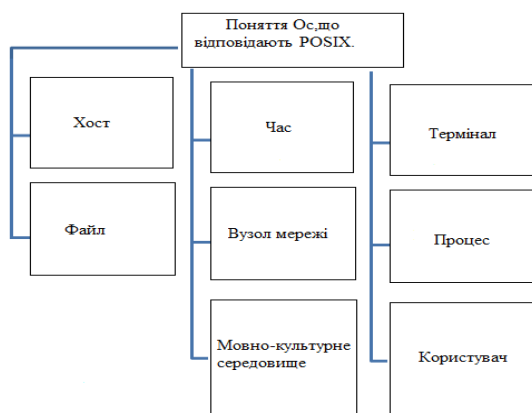 Поняття Ос,що
відповідають POSIX.
Хост
Час
Термінал
Файл
Вузол мережі
Процес
Мовно-культурне
середовище
Користувач